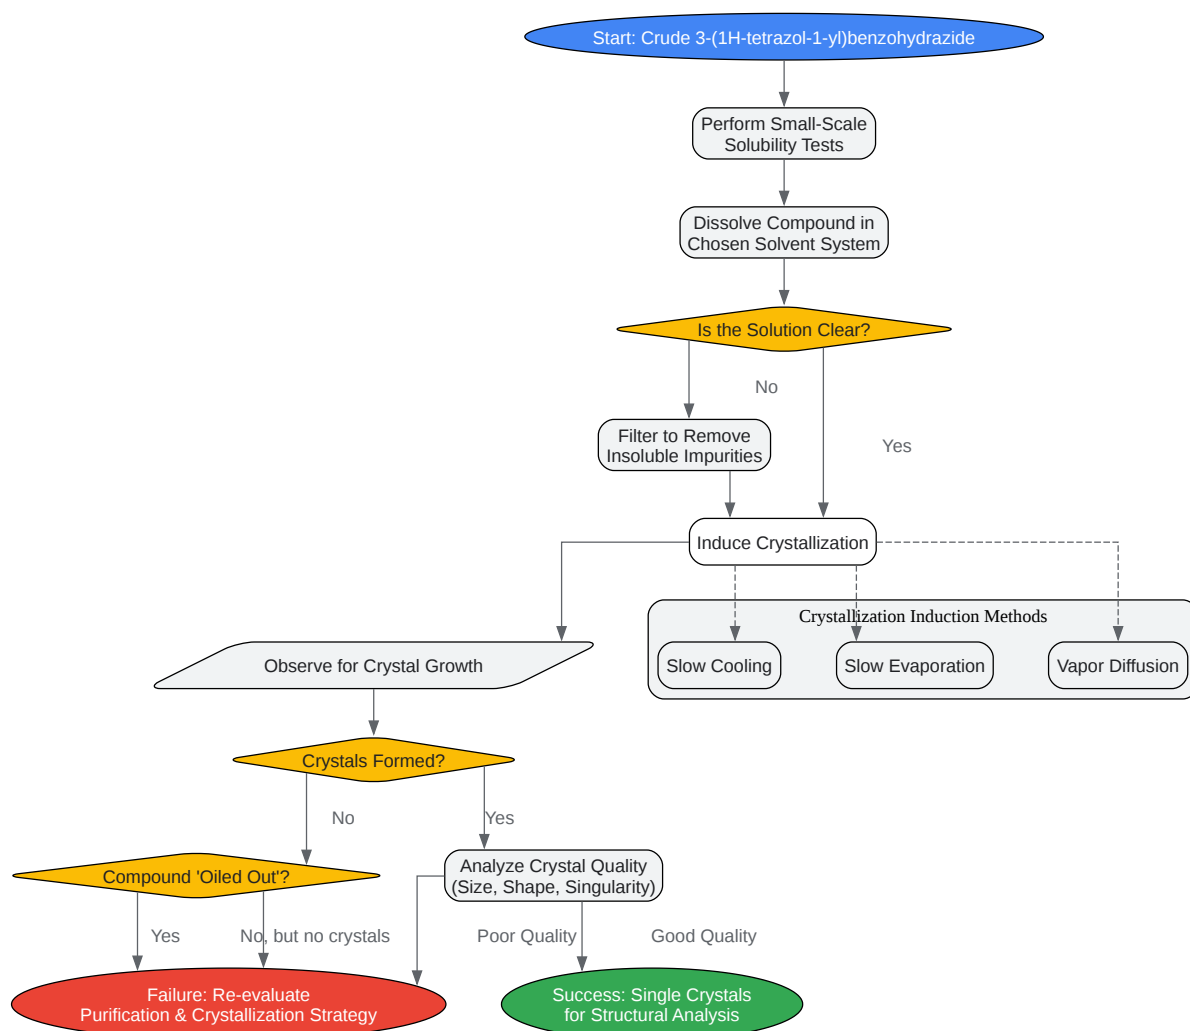 Start: Crude 3-(1H-tetrazol-1-yl)benzohydrazide
Perform Small-Scale
Solubility Tests
Dissolve Compound in
Chosen Solvent System
Is the Solution Clear?
No
Filter to Remove
Insoluble Impurities
Yes
Induce Crystallization
Crystallization Induction Methods
Observe for Crystal Growth
Slow Cooling
Slow Evaporation
Vapor Diffusion
Crystals Formed?
No
Yes
Compound 'Oiled Out'?
Analyze Crystal Quality
(Size, Shape, Singularity)
Yes
No, but no crystals
Poor Quality
Good Quality
Failure: Re-evaluate
Purification & Crystallization Strategy
Success: Single Crystals
for Structural Analysis